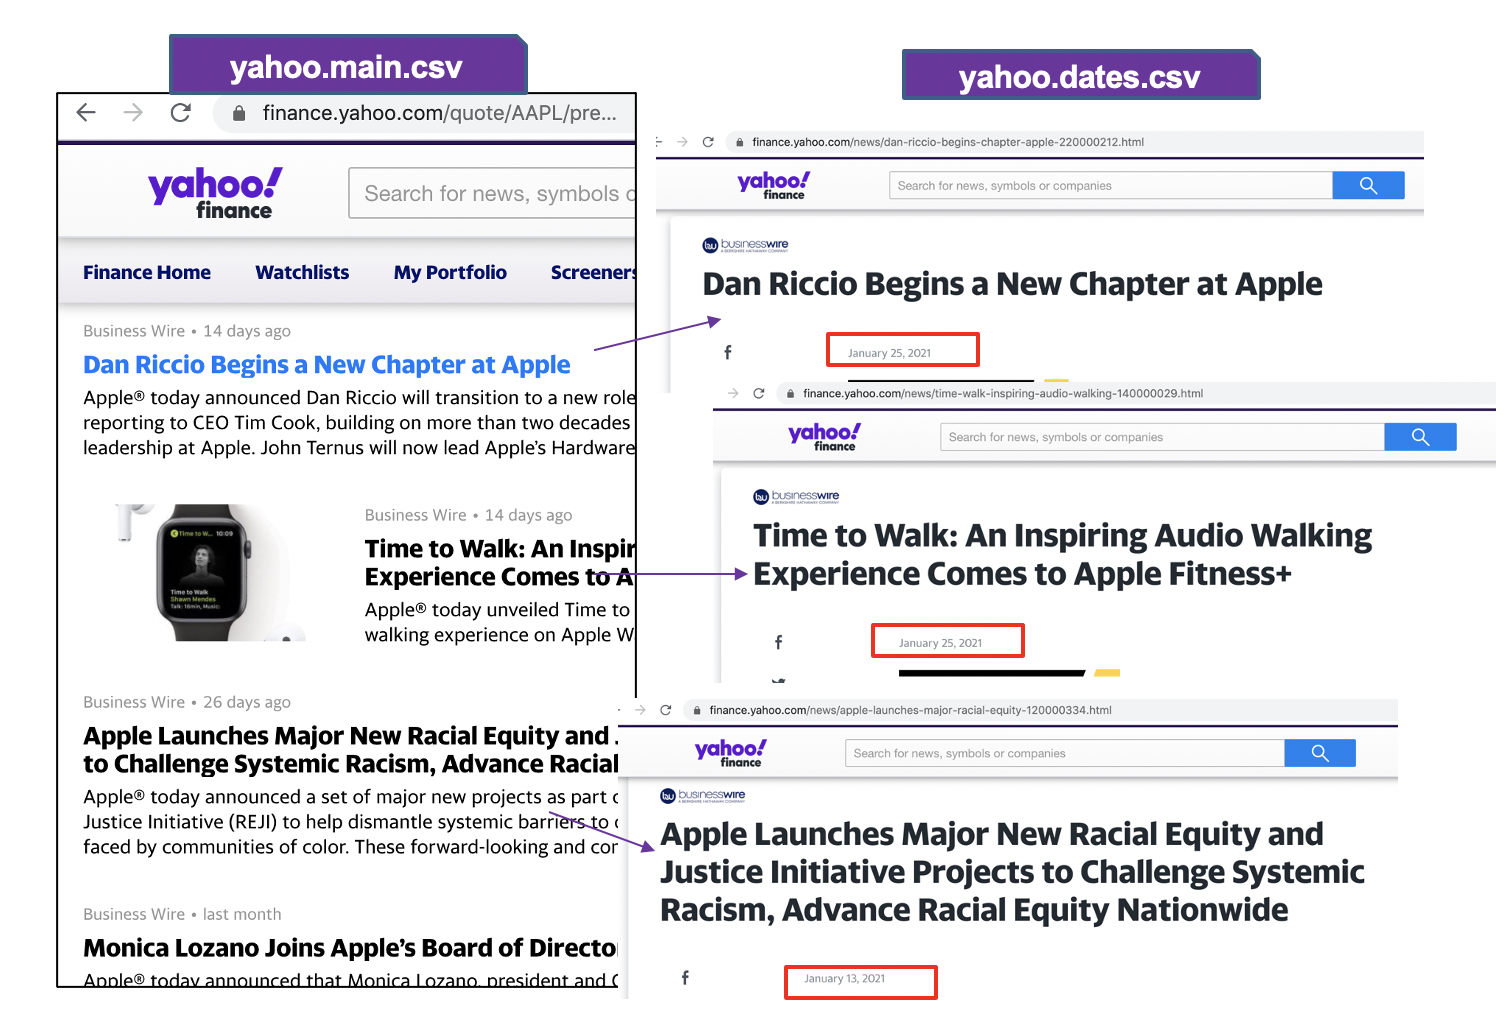 yahoo.main.csv
finance.yahoo.com/quote/AAPL/pre...
yahoo!
finance
Search for news, symbols o
Finance Home Watchlists My Portfolio Screeners
Business Wire • 14 days ago
Dan Riccio Begins a New Chapter at Apple
Apple® today announced Dan Riccio will transition to a new role
reporting to CEO Tim Cook, building on more than two decades
leadership at Apple. John Ternus will now lead Apple's Hardware
Time to W... 10:09
Time to Walk
Shawn Mendes
Talk: 16min, Music:
Business Wire • 14 days ago
Time to Walk: An Inspir
Experience Comes to A
Apple® today unveiled Time to
walking experience on Apple W
Business Wire • 26 days ago
Apple Launches Major New Racial Equity and J
to Challenge Systemic Racism, Advance Racial
Apple® today announced a set of major new projects as part o
Justice Initiative (REJI) to help dismantle systemic barriers to o
faced by communities of color. These forward-looking and com
Business Wire • last month
Monica Lozano Joins Apple's Board of Directo
Apple® today announced that Monica Lozano, president and C
yahoo.dates.csv
finance.yahoo.com/news/dan-riccio-begins-chapter-apple-220000212.html
yahoo!
finance
Search for news, symbols or companies
businesswire
A BERKSHIRE HATHAWAY COMPANY
Dan Riccio Begins a New Chapter at Apple
January 25, 2021
finance.yahoo.com/news/time-walk-inspiring-audio-walking-140000029.html
yahoo!
finance
Search for news, symbols or companies
businesswire
A BERKSHIRE HATHAWAY COMPANY
Time to Walk: An Inspiring Audio Walking
Experience Comes to Apple Fitness+
January 25, 2021
finance.yahoo.com/news/apple-launches-major-racial-equity-120000334.html
yahoo!
finance
Search for news, symbols or companies
businesswire
A BERKSHIRE HATHAWAY COMPANY
Apple Launches Major New Racial Equity and
Justice Initiative Projects to Challenge Systemic
Racism, Advance Racial Equity Nationwide
January 13, 2021